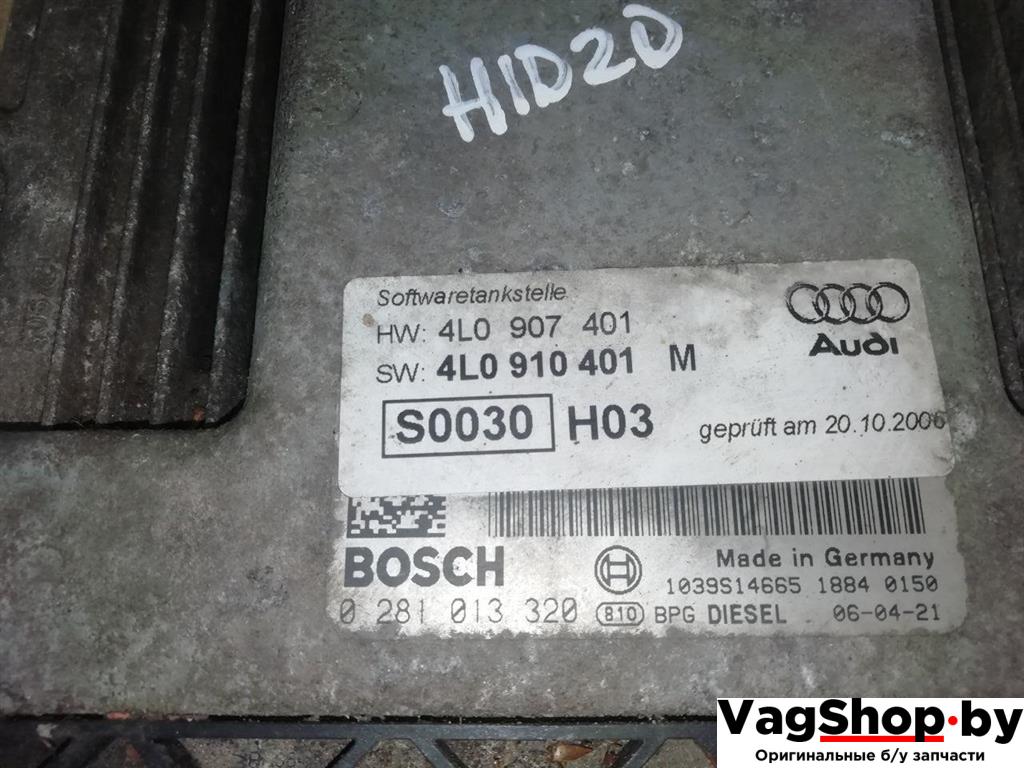 H1D20
Softwaretankstelle
HW: 4L0 907 401
SW: 4L0 910 401 M
Audi
S0030 H03 geprüft am 20.10.2006
BOSCH
Made in Germany
1039S14665 1884 0150
0 281 013 320 810 BPG DIESEL 06-04-21
VagShop.by
Оригинальные б/у запчасти